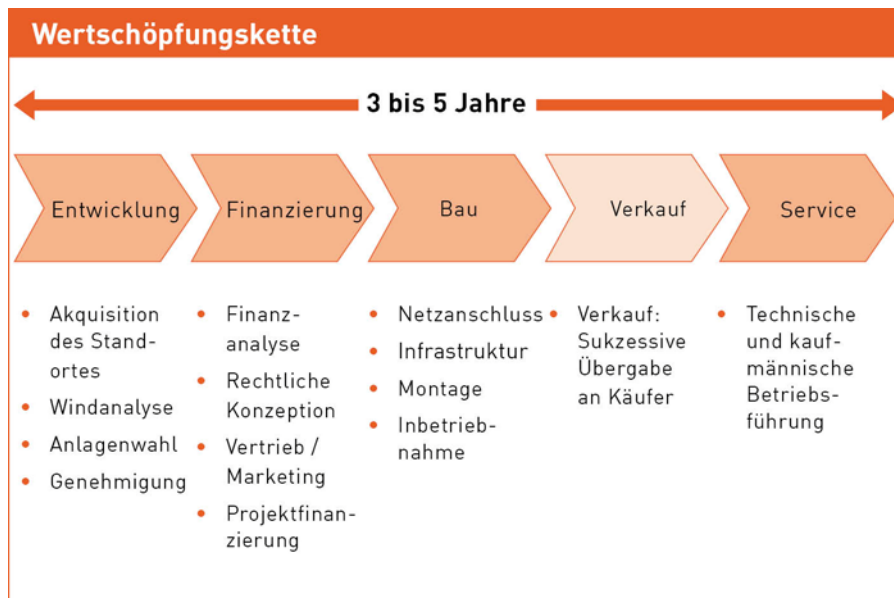 Wertschöpfungskette
3 bis 5 Jahre
Entwicklung
Finanzierung
Bau
Verkauf
Service
• Akquisition
des Stand-
ortes
• Windanalyse
• Anlagenwahl
• Genehmigung
• Finanz-
analyse
• Rechtliche
Konzeption
• Vertrieb /
Marketing
• Projektfinan-
zierung
• Netzanschluss
• Infrastruktur
• Montage
• Inbetrieb-
nahme
• Verkauf:
Sukzessive
Übergabe
an Käufer
• Technische
und kauf-
männische
Betriebs-
führung